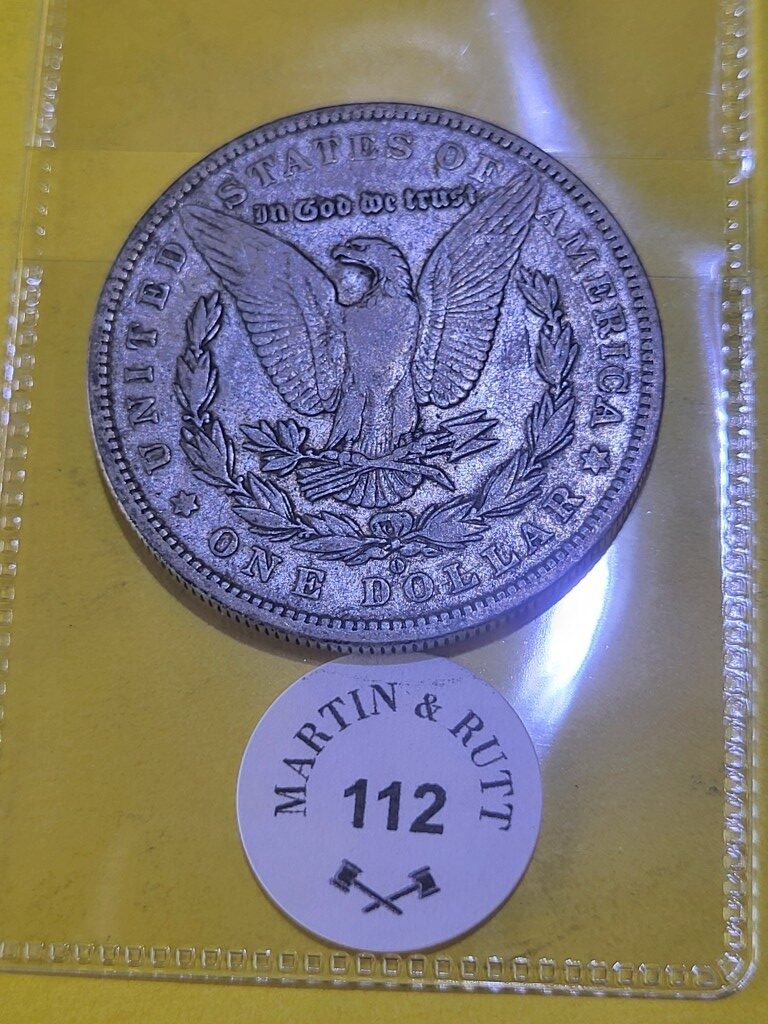 UNITED STATES OF AMERICA
In God we trust
O
ONE DOLLAR
MARTIN & RUTT
112